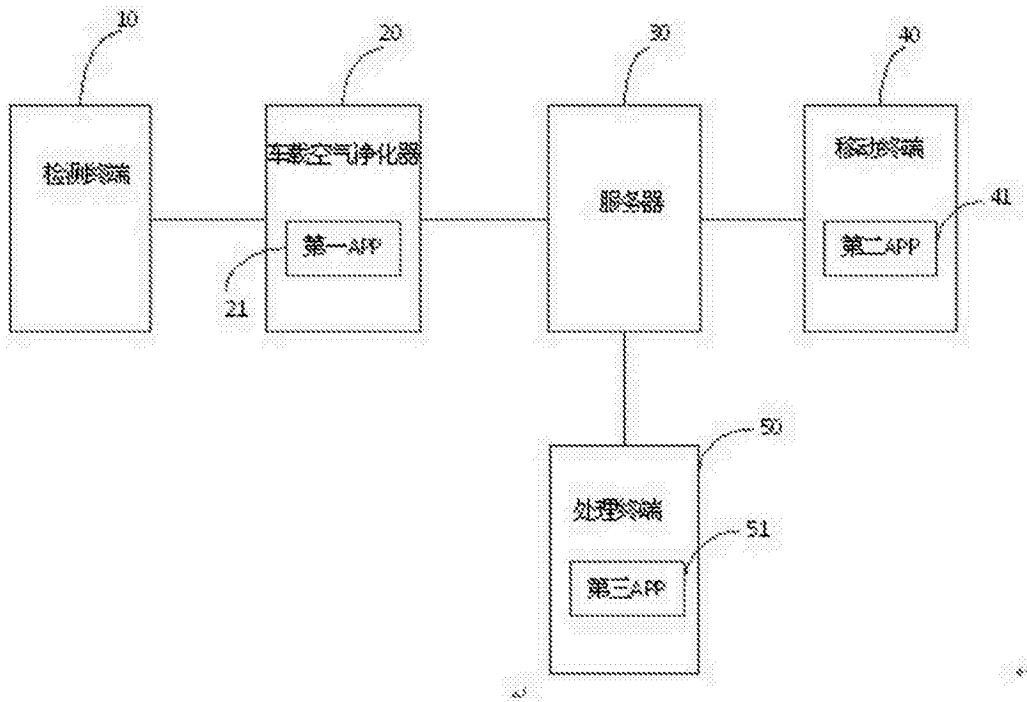 10
20
30
40
检测终端
车载空气净化器
服务器
移动终端
第一APP
第二APP
21
41
50
处理终端
51
第三APP